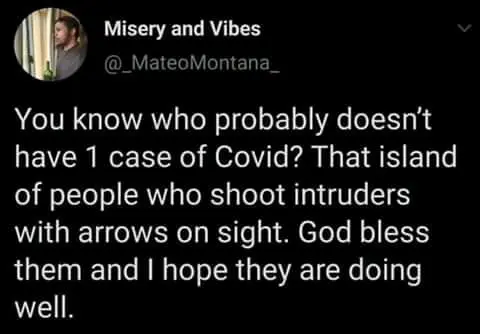 Misery and Vibes
@_MateoMontana_
You know who probably doesn’t
have 1 case of Covid? That island
of people who shoot intruders
with arrows on sight. God bless
them and I hope they are doing
well.